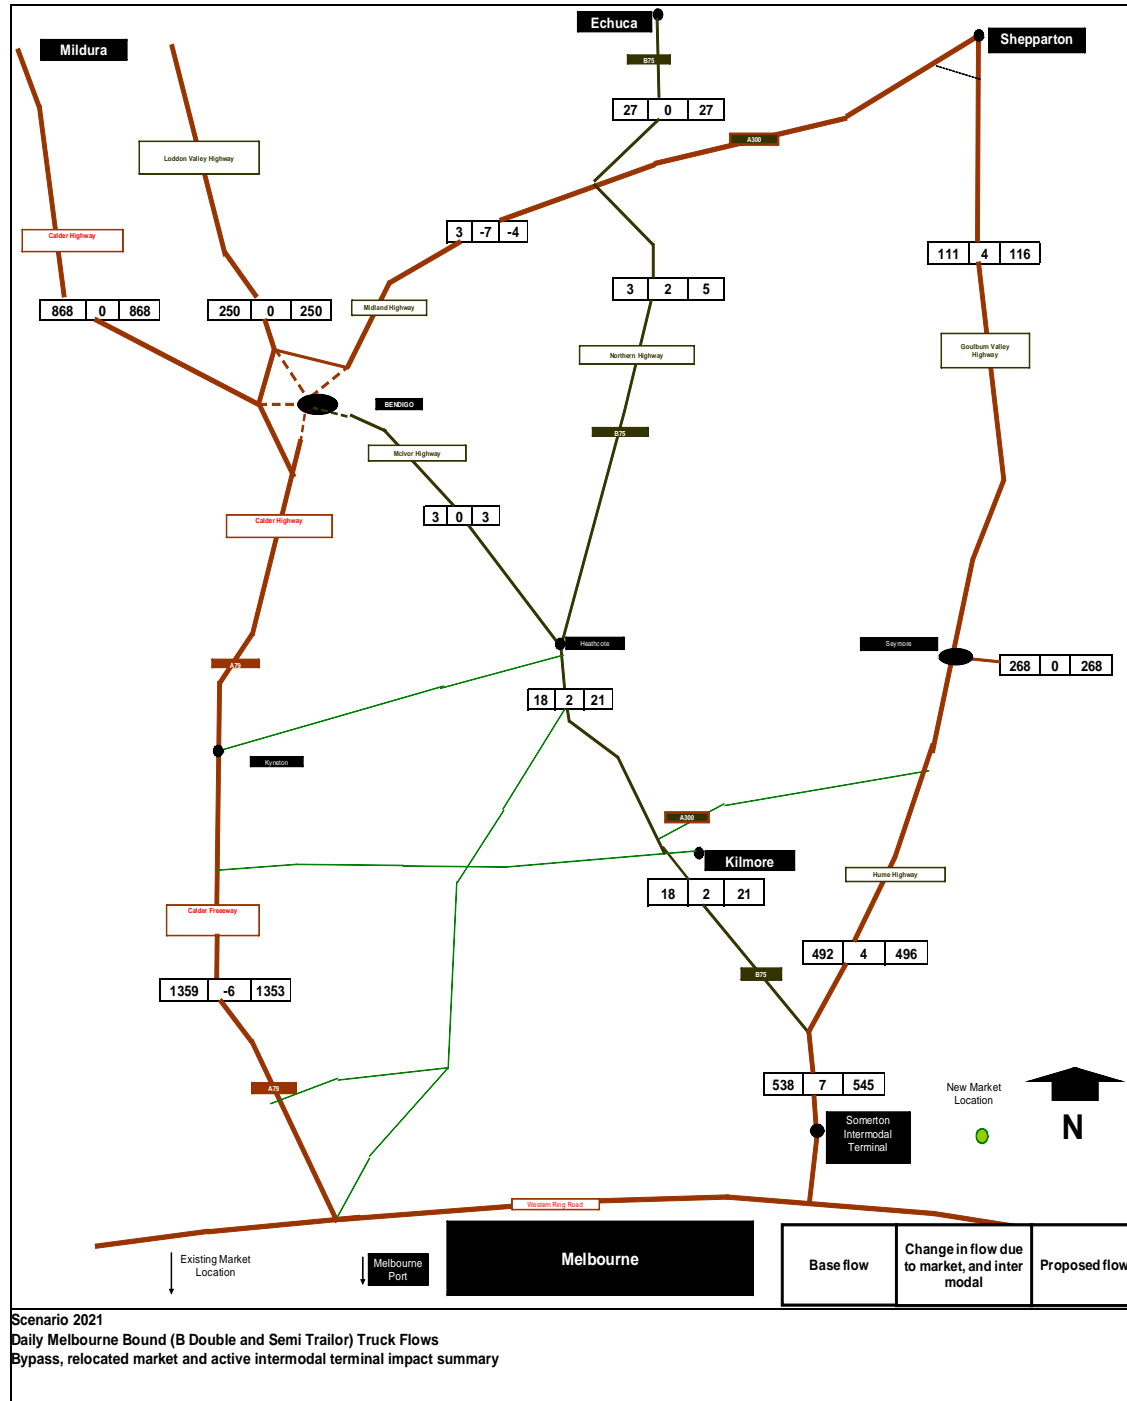 Echuca
Mildura
Shepparton
B75
27 0 27
A300
Loddon Valley Highway
Calder Highway
3 -7 -4
111 4 116
3 2 5
868 0 868
250 0 250
Midland Highway
Northern Highway
Goulburn Valley
Highway
BENDIGO
B75
McIvor Highway
3 0 3
Calder Highway
Heathcote
Seymore
268 0 268
A79
18 2 21
Kyneton
A300
Kilmore
Hume Highway
18 2 21
Calder Freeway
492 4 496
B75
1359 -6 1353
538 7 545
A79
New Market
Location
N
Somerton
Intermodal
Terminal
Western Ring Road
Existing Market
Location
Melbourne
Port
Melbourne
Base flow
Change in flow due
to market, and inter
modal
Proposed flow
Scenario 2021
Daily Melbourne Bound (B Double and Semi Trailor) Truck Flows
Bypass, relocated market and active intermodal terminal impact summary